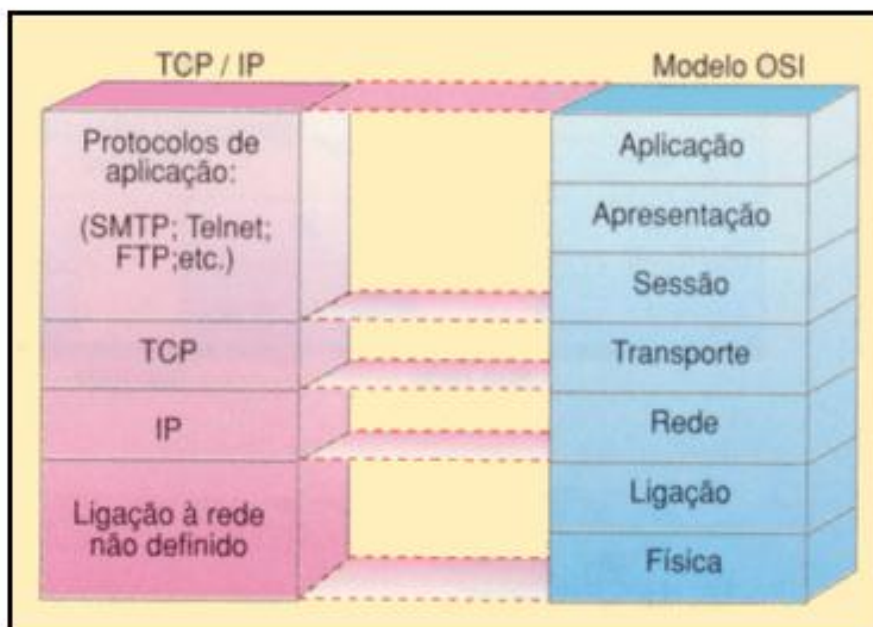 TCP / IP
Modelo OSI
Protocolos de
aplicação:
(SMTP; Telnet;
FTP;etc.)
TCP
IP
Ligação à rede
não definido
Aplicação
Apresentação
Sessão
Transporte
Rede
Ligação
Física